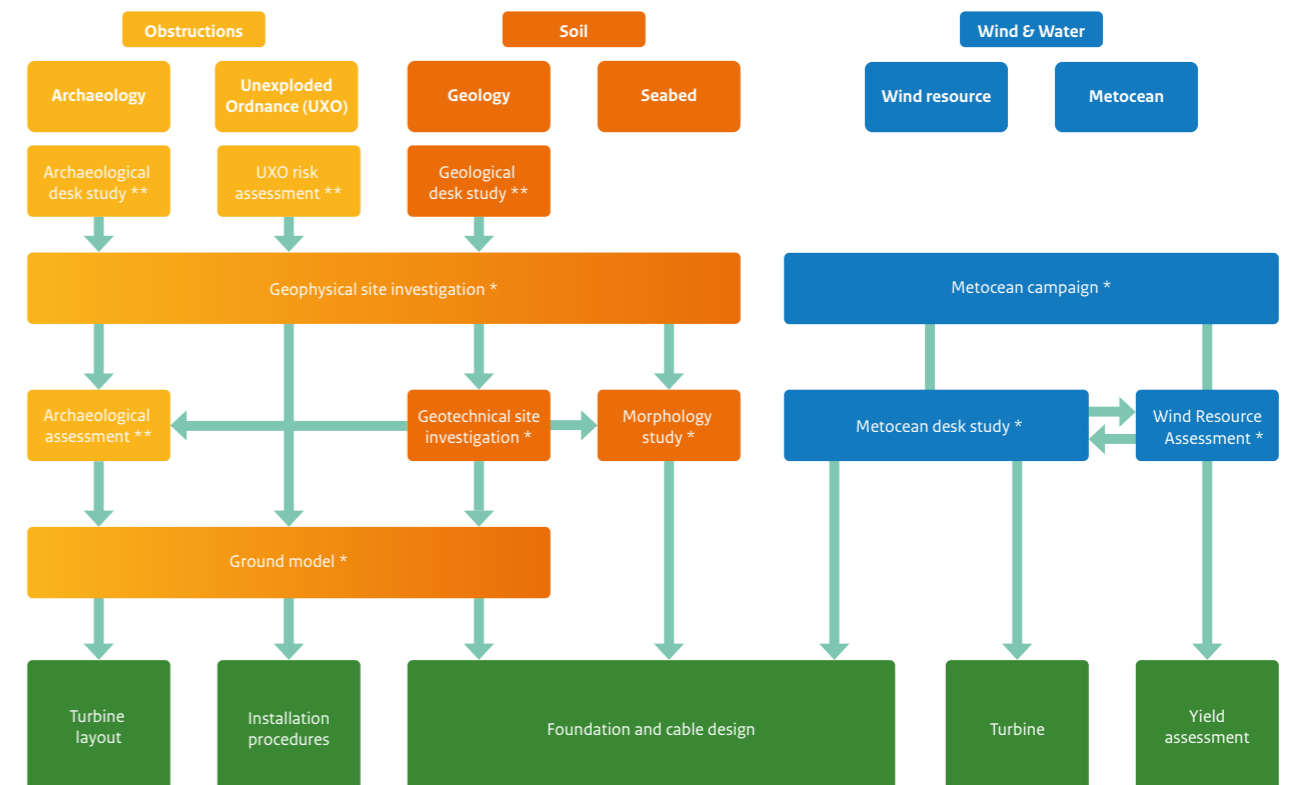 Obstructions
Soil
Wind & Water
Archaeology
Unexploded
Ordnance (UXO)
Geology
Seabed
Wind resource
Metocean
Archaeological
desk study **
UXO risk
assessment **
Geological
desk study **
Geophysical site investigation *
Metocean campaign *
Archaeological
assessment **
Geotechnical site
investigation *
Morphology
study *
Metocean desk study *
Wind Resource
Assessment *
Ground model *
Turbine
layout
Installation
procedures
Foundation and cable design
Turbine
Yield
assessment